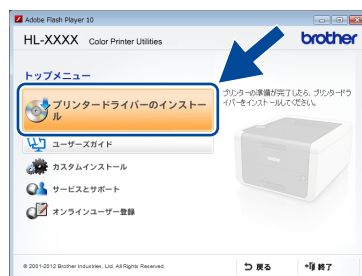 Adobe Flash Player 10
HL-XXXX Color Printer Utilities
brother
トップメニュー
プリンタードライバーのインストー
ル
ユーザーズガイド
カスタムインストール
サービスとサポート
オンラインユーザー登録
プリンターの準備が完了したら、プリンタードラ
イバーをインストールしてください。
© 2001-2012 Brother Industries, Ltd. All Rights Reserved.
戻る
終了